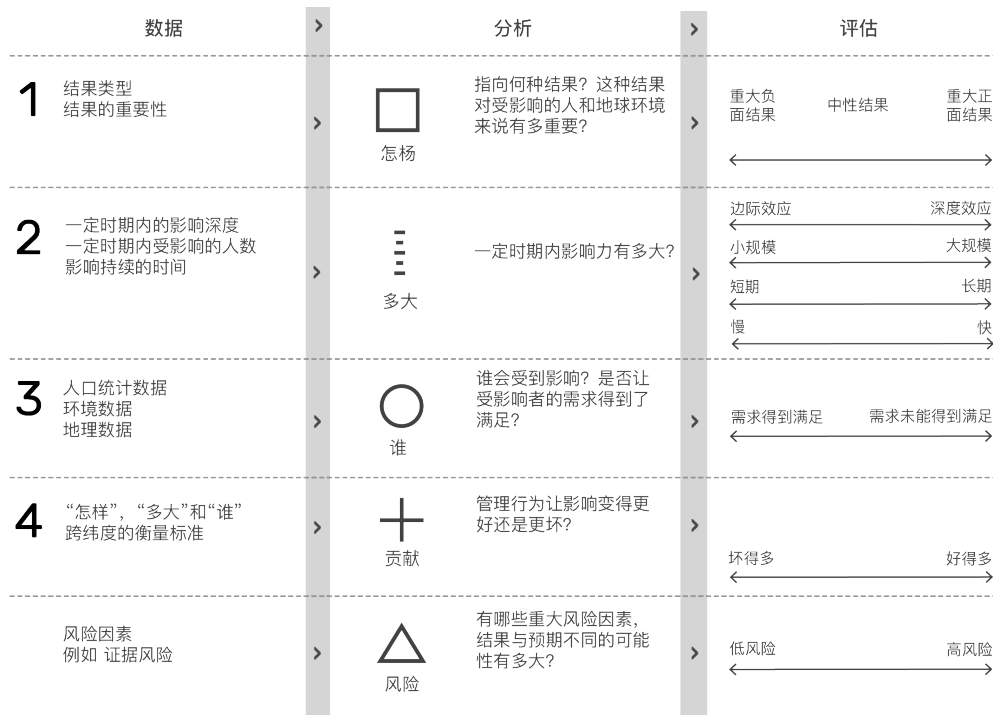 数据
分析
评估
1
结果类型
结果的重要性
怎杨
指向何种结果？这种结果
对受影响的人和地球环境
来说有多重要？
重大负
面结果
中性结果
重大正
面结果
2
一定时期内的影响深度
一定时期内受影响的人数
影响持续的时间
多大
一定时期内影响力有多大？
边际效应
深度效应
小规模
大规模
短期
长期
慢
快
3
人口统计数据
环境数据
地理数据
谁
谁会受到影响？是否让
受影响者的需求得到了
满足？
需求得到满足
需求未能得到满足
4
“怎样”，“多大”和“谁”
跨纬度的衡量标准
贡献
管理行为让影响变得更
好还是更坏？
坏得多
好得多
风险因素
例如 证据风险
风险
有哪些重大风险因素，
结果与预期不同的可能
性有多大？
低风险
高风险